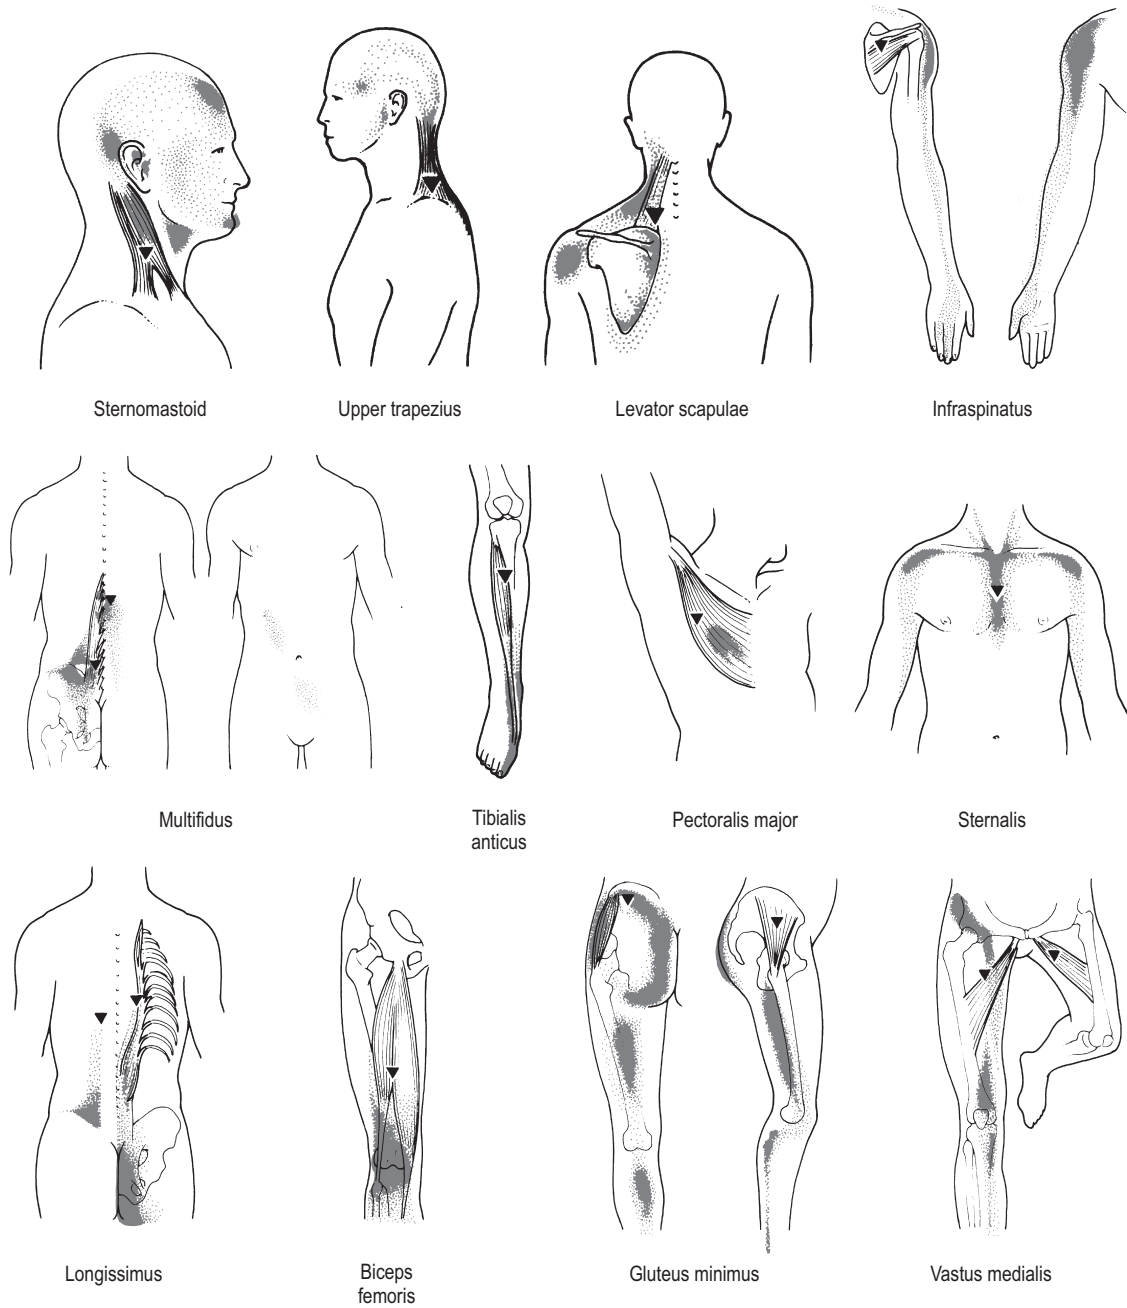 Sternomastoid
Upper trapezius
Levator scapulae
Infraspinatus
Multifidus
Tibialis
anticus
Pectoralis major
Sternalis
Longissimus
Biceps
femoris
Gluteus minimus
Vastus medialis